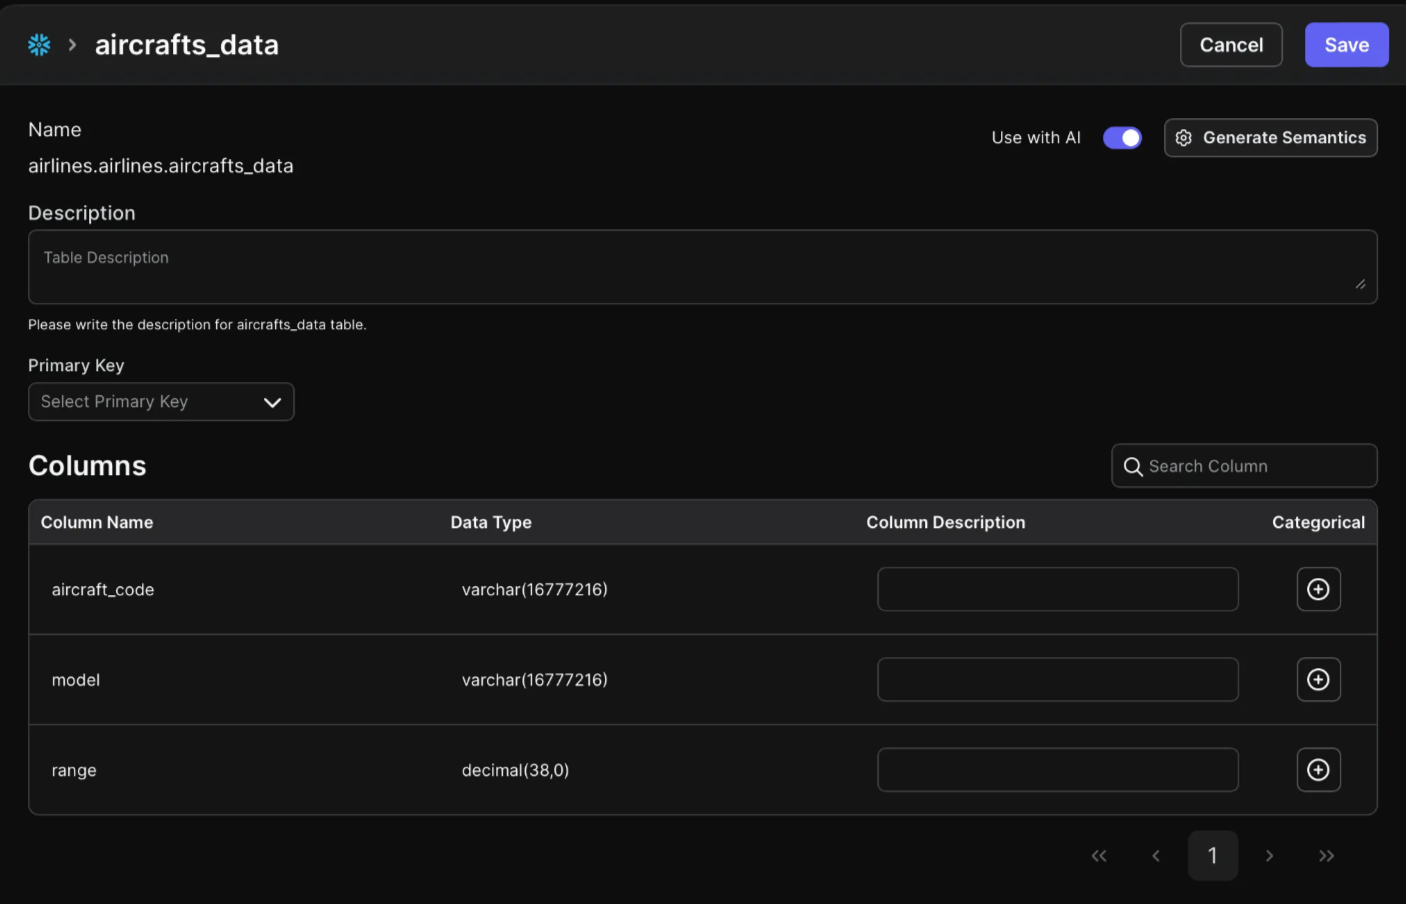 aircrafts_data
Cancel
Save
Name
Use with AI
Generate Semantics
airlines.airlines.aircrafts_data
Description
Table Description
Please write the description for aircrafts_data table.
Primary Key
Select Primary Key
Columns
Search Column
Column Name Data Type Column Description Categorical
aircraft_code varchar(16777216)
model varchar(16777216)
range decimal(38,0)
1